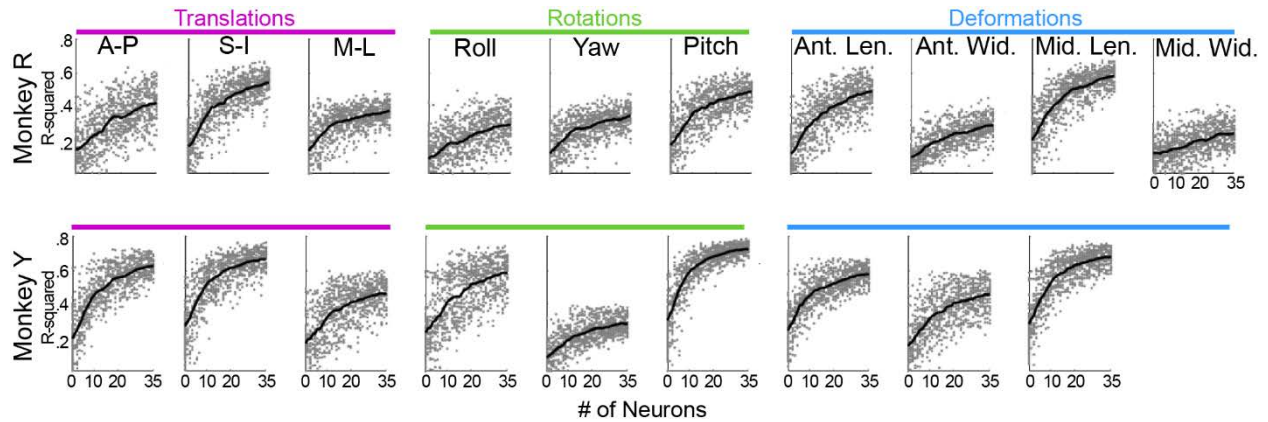 Translations Rotations Deformations
A-P S-I M-L Roll Yaw Pitch Ant. Len. Ant. Wid. Mid. Len. Mid. Wid.
Monkey R
R-squared
.8
.6
.4
.2
0 10 20 35
Monkey Y
R-squared
.8
.6
.4
.2
0 10 20 35 0 10 20 35 0 10 20 35 0 10 20 35 0 10 20 35 0 10 20 35 0 10 20 35 0 10 20 35 0 10 20 35
# of Neurons